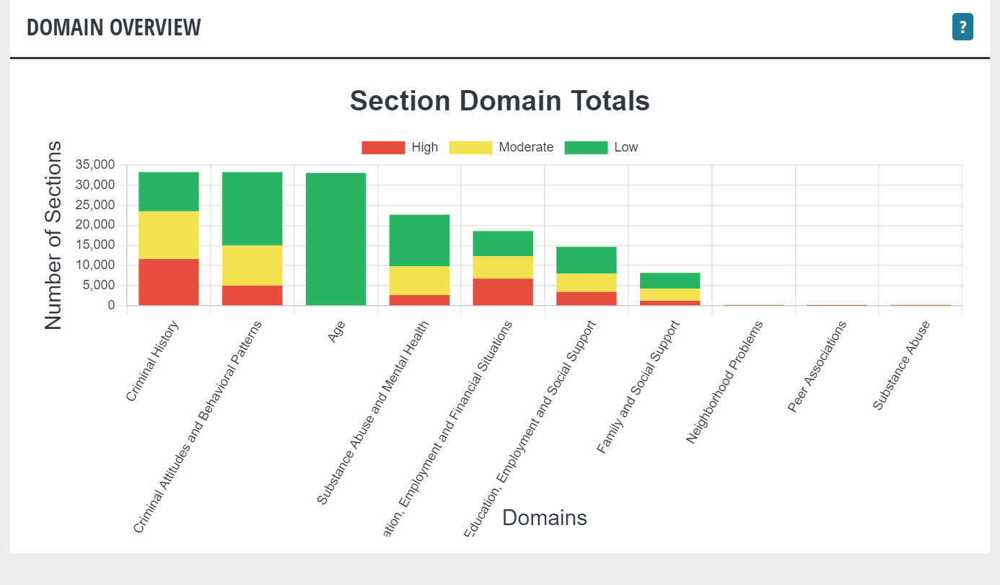 DOMAIN OVERVIEW
?
Section Domain Totals
High
Moderate
Low
Number of Sections
35,000
30,000
25,000
20,000
15,000
10,000
5,000
0
Criminal History
Criminal Attitudes and Behavioral Patterns
Age
Substance Abuse and Mental Health
ation, Employment and Financial Situations
Education, Employment and Social Support
Family and Social Support
Neighborhood Problems
Peer Associations
Substance Abuse
Domains